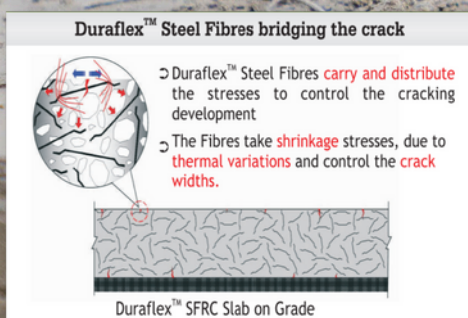 Duraflex™ Steel Fibres bridging the crack
➲ Duraflex™ Steel Fibres carry and distribute
the stresses to control the cracking
development
➲ The Fibres take shrinkage stresses, due to
thermal variations and control the crack
widths.
Duraflex™ SFRC Slab on Grade